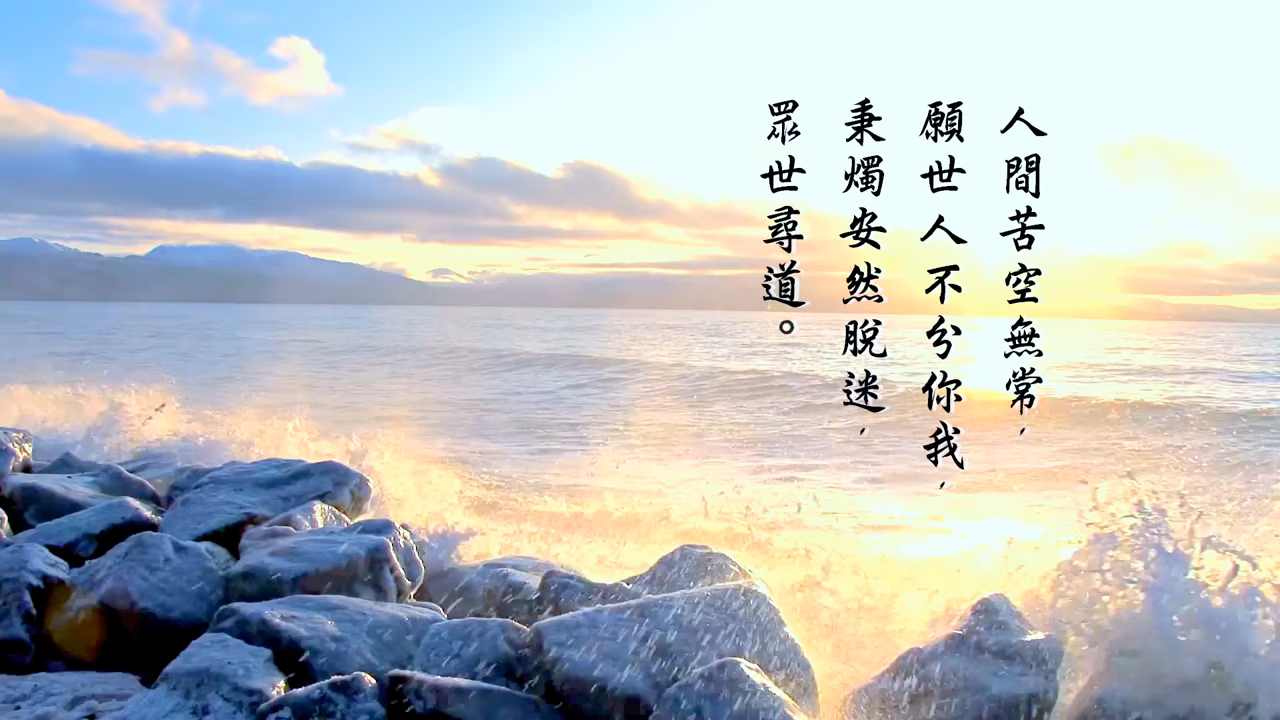 人間苦空無常，
願世人不分你我，
秉燭安然脫迷，
眾世尋道。